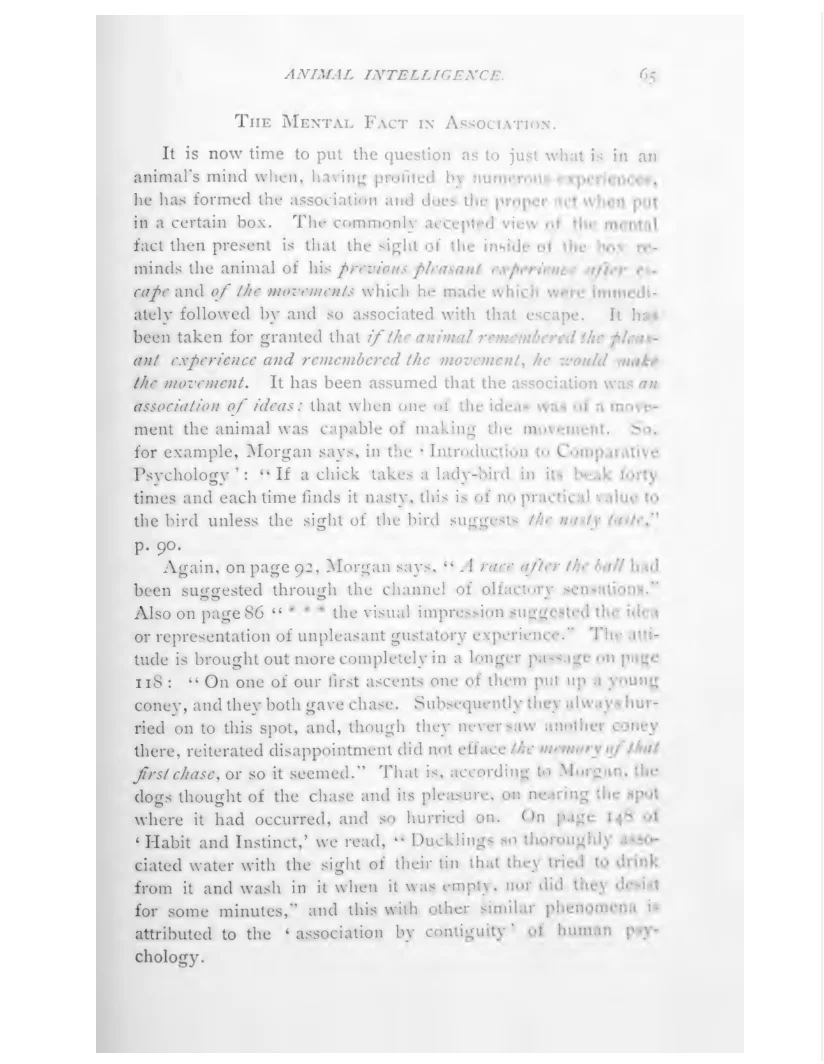 ANIMAL INTELLIGENCE. 65
THE MENTAL FACT IN ASSOCIATION.
It is now time to put the question as to just what is in an
animal's mind when, having profited by numerous experiences,
he has formed the association and does the proper act when put
in a certain box. The commonly accepted view of the mental
fact then present is that the sight of the inside of the box re-
minds the animal of his previous pleasant experience after es-
cape and of the movements which he made which were immedi-
ately followed by and so associated with that escape. It has
been taken for granted that if the animal remembered the pleas-
ant experience and remembered the movement, he would make
the movement. It has been assumed that the association was an
association of ideas; that when one of the ideas was of a move-
ment the animal was capable of making the movement. So,
for example, Morgan says, in the ‘ Introduction to Comparative
Psychology ’: “ If a chick takes a lady-bird in its beak forty
times and each time finds it nasty, this is of no practical value to
the bird unless the sight of the bird suggests the nasty taste,”
p. 90.
Again, on page 92, Morgan says, “ A race after the ball had
been suggested through the channel of olfactory sensations.”
Also on page 86 “ * * * the visual impression suggested the idea
or representation of unpleasant gustatory experience.” The atti-
tude is brought out more completely in a longer passage on page
118: “ On one of our first ascents one of them put up a young
coney, and they both gave chase. Subsequently they always hur-
ried on to this spot, and, though they never saw another coney
there, reiterated disappointment did not efface the memory of that
first chase, or so it seemed.” That is, according to Morgan, the
dogs thought of the chase and its pleasure, on nearing the spot
where it had occurred, and so hurried on. On page 148 of
‘ Habit and Instinct,’ we read, “ Ducklings so thoroughly asso-
ciated water with the sight of their tin that they tried to drink
from it and wash in it when it was empty, nor did they desist
for some minutes,” and this with other similar phenomena is
attributed to the ‘ association by contiguity ’ of human psy-
chology.